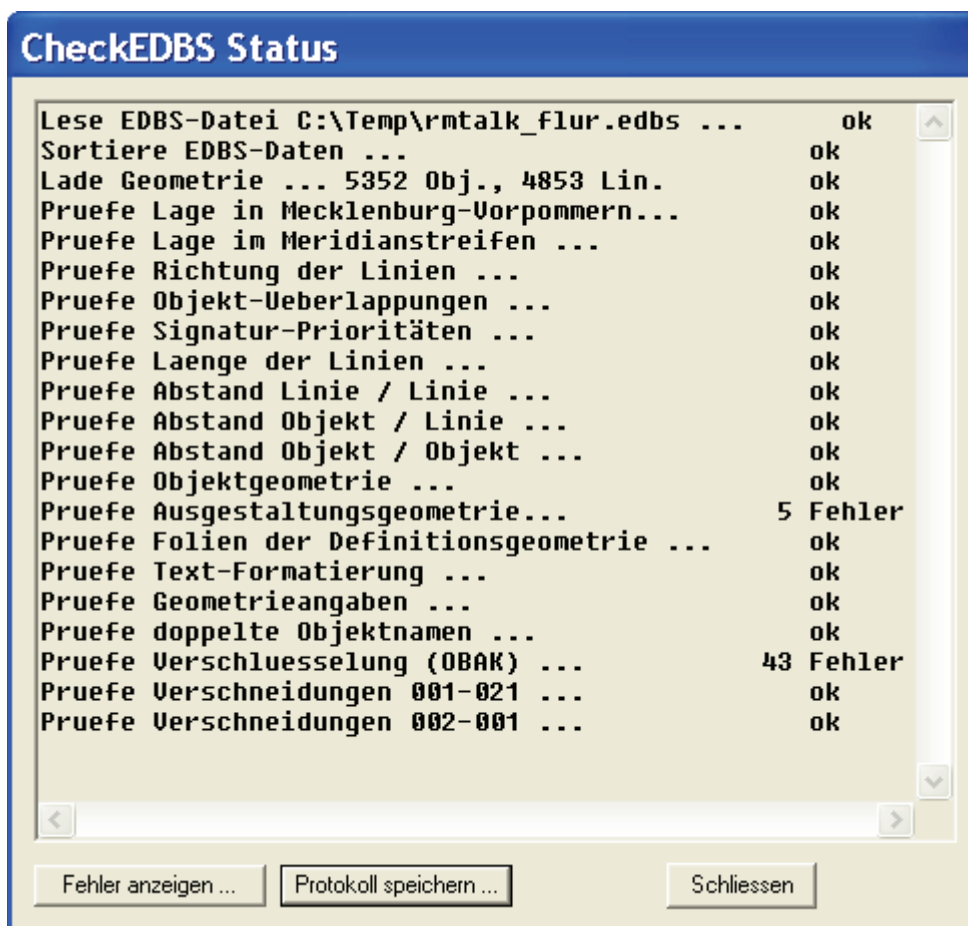 CheckEDBS Status
Lese EDBS-Datei C:\Temp\rmtalk_flur.edbs ... ok
Sortiere EDBS-Daten ... ok
Lade Geometrie ... 5352 Obj., 4853 Lin. ok
Pruefe Lage in Mecklenburg-Vorpommern... ok
Pruefe Lage im Meridianstreifen ... ok
Pruefe Richtung der Linien ... ok
Pruefe Objekt-Ueberlappungen ... ok
Pruefe Signatur-Prioritäten ... ok
Pruefe Laenge der Linien ... ok
Pruefe Abstand Linie / Linie ... ok
Pruefe Abstand Objekt / Linie ... ok
Pruefe Abstand Objekt / Objekt ... ok
Pruefe Objektgeometrie ... ok
Pruefe Ausgestaltungsgeometrie... 5 Fehler
Pruefe Folien der Definitionsgeometrie ... ok
Pruefe Text-Formatierung ... ok
Pruefe Geometrieangaben ... ok
Pruefe doppelte Objektnamen ... ok
Pruefe Verschluesselung (OBAK) ... 43 Fehler
Pruefe Verschneidungen 001-021 ... ok
Pruefe Verschneidungen 002-001 ... ok
Fehler anzeigen ... Protokoll speichern ... Schliessen